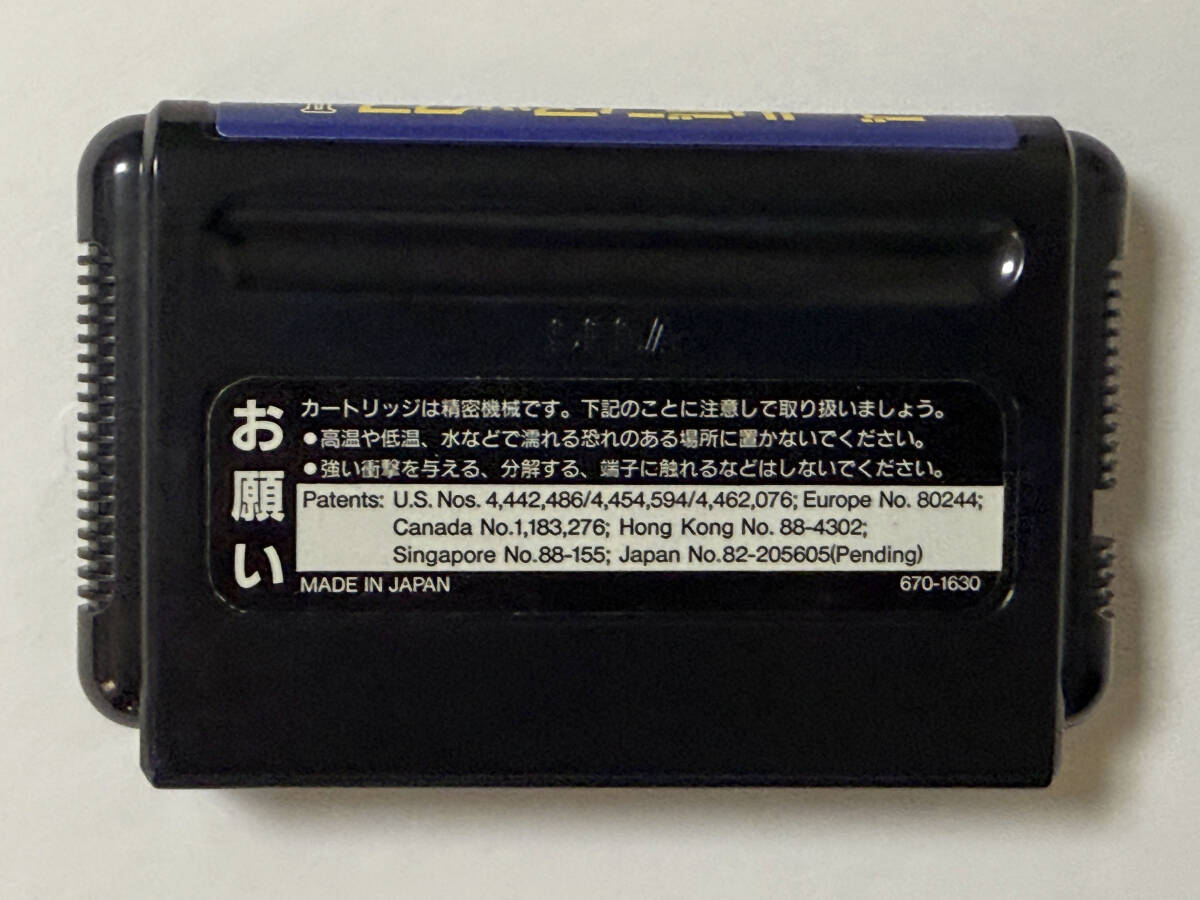 SEGA
お願い
カートリッジは精密機械です。下記のことに注意して取り扱いましょう。
●高温や低温、水などで濡れる恐れのある場所に置かないでください。
●強い衝撃を与える、分解する、端子に触れるなどはしないでください。
Patents: U.S. Nos. 4,442,486/4,454,594/4,462,076; Europe No. 80244;
Canada No.1,183,276; Hong Kong No. 88-4302;
Singapore No.88-155; Japan No.82-205605(Pending)
MADE IN JAPAN 670-1630